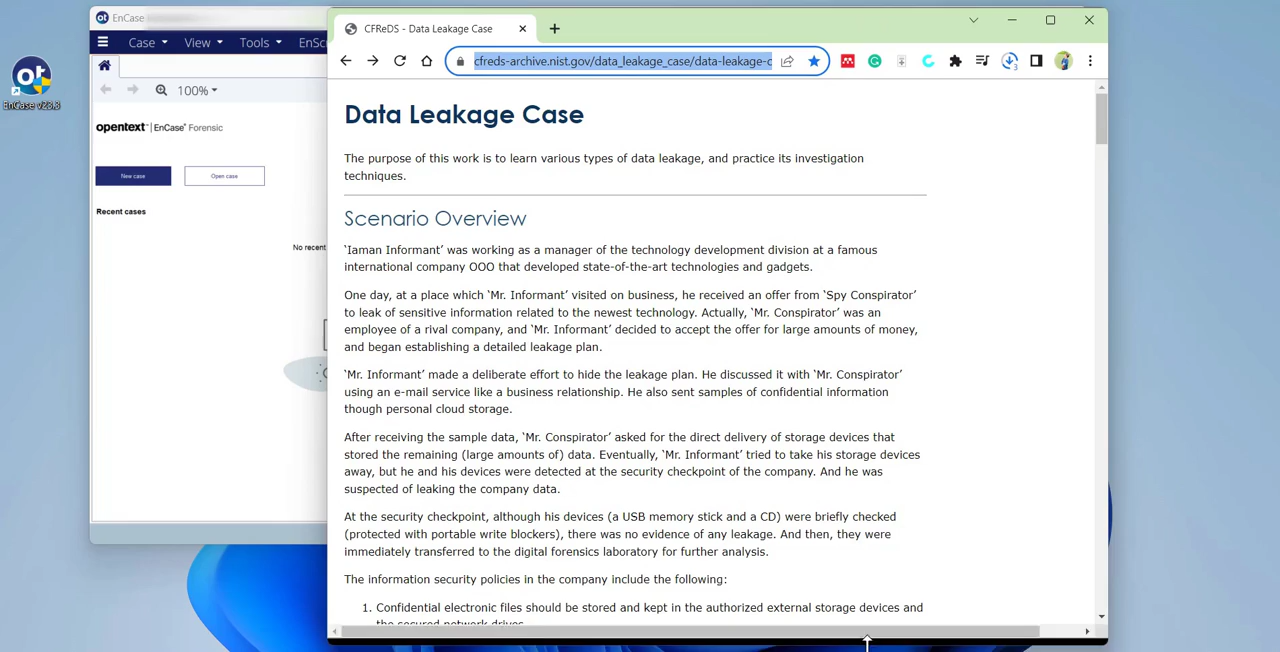 EnCase
CFReDS - Data Leakage Case
Case
View
Tools
EnSc
cfreds-archive.nist.gov/data_leakage_case/data-leakage-c
3
EnCase v23.3
100%
opentext™ | EnCase® Forensic
New case
Open case
Recent cases
No recent
Data Leakage Case
The purpose of this work is to learn various types of data leakage, and practice its investigation
techniques.
Scenario Overview
‘Iaman Informant’ was working as a manager of the technology development division at a famous
international company OOO that developed state-of-the-art technologies and gadgets.
One day, at a place which ‘Mr. Informant’ visited on business, he received an offer from ‘Spy Conspirator’
to leak of sensitive information related to the newest technology. Actually, ‘Mr. Conspirator’ was an
employee of a rival company, and ‘Mr. Informant’ decided to accept the offer for large amounts of money,
and began establishing a detailed leakage plan.
‘Mr. Informant’ made a deliberate effort to hide the leakage plan. He discussed it with ‘Mr. Conspirator’
using an e-mail service like a business relationship. He also sent samples of confidential information
though personal cloud storage.
After receiving the sample data, ‘Mr. Conspirator’ asked for the direct delivery of storage devices that
stored the remaining (large amounts of) data. Eventually, ‘Mr. Informant’ tried to take his storage devices
away, but he and his devices were detected at the security checkpoint of the company. And he was
suspected of leaking the company data.
At the security checkpoint, although his devices (a USB memory stick and a CD) were briefly checked
(protected with portable write blockers), there was no evidence of any leakage. And then, they were
immediately transferred to the digital forensics laboratory for further analysis.
The information security policies in the company include the following:
1. Confidential electronic files should be stored and kept in the authorized external storage devices and
the secured network drives.